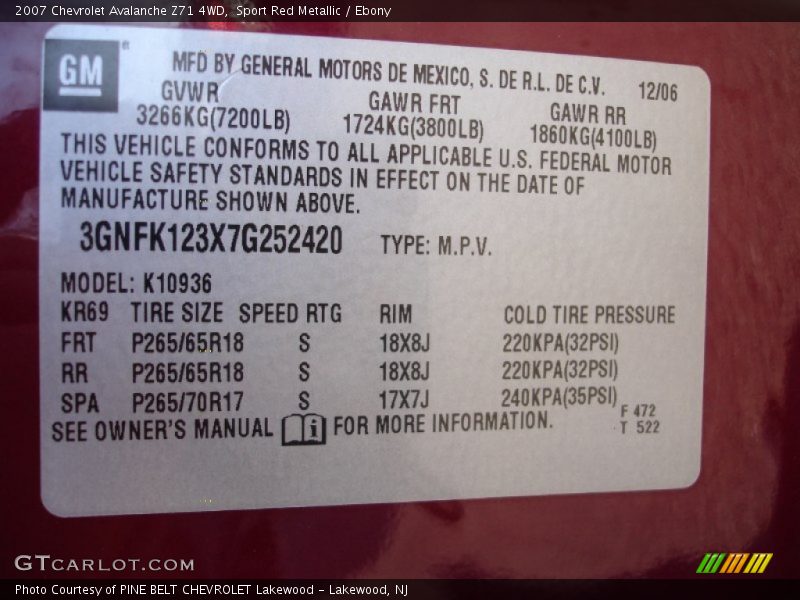 2007 Chevrolet Avalanche Z71 4WD, Sport Red Metallic / Ebony
GM ®
MFD BY GENERAL MOTORS DE MEXICO, S. DE R.L. DE C.V. 12/06
GVWR GAWR FRT GAWR RR
3266KG(7200LB) 1724KG(3800LB) 1860KG(4100LB)
THIS VEHICLE CONFORMS TO ALL APPLICABLE U.S. FEDERAL MOTOR
VEHICLE SAFETY STANDARDS IN EFFECT ON THE DATE OF
MANUFACTURE SHOWN ABOVE.
3GNFK123X7G252420 TYPE: M.P.V.
MODEL: K10936
KR69 TIRE SIZE SPEED RTG RIM COLD TIRE PRESSURE
FRT P265/65R18 S 18X8J 220KPA(32PSI)
RR P265/65R18 S 18X8J 220KPA(32PSI)
SPA P265/70R17 S 17X7J 240KPA(35PSI)
F 472
SEE OWNER'S MANUAL i FOR MORE INFORMATION.
T 522
GTCARLOT.COM
Photo Courtesy of PINE BELT CHEVROLET Lakewood - Lakewood, NJ